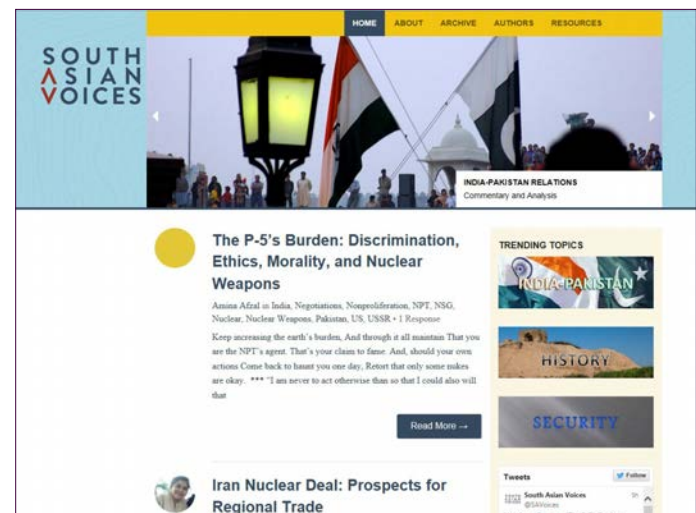 HOME ABOUT ARCHIVE AUTHORS RESOURCES
SOUTH
ASIAN
VOICES
INDIA-PAKISTAN RELATIONS
Commentary and Analysis
The P-5's Burden: Discrimination,
Ethics, Morality, and Nuclear
Weapons
Amina Afzal in India, Negotiations, Nonproliferation, NPT, NSG,
Nuclear, Nuclear Weapons, Pakistan, US, USSR • 1 Response
Keep increasing the earth's burden, And through it all maintain That you
are the NPT's agent. That's your claim to fame. And, should your own
actions Come back to haunt you one day, Retort that only some nukes
are okay. *** "I am never to act otherwise than so that I could also will
that
Read More →
Iran Nuclear Deal: Prospects for
Regional Trade
TRENDING TOPICS
INDIA-PAKISTAN
HISTORY
SECURITY
Tweets
Follow
South Asian Voices
@SAVoices